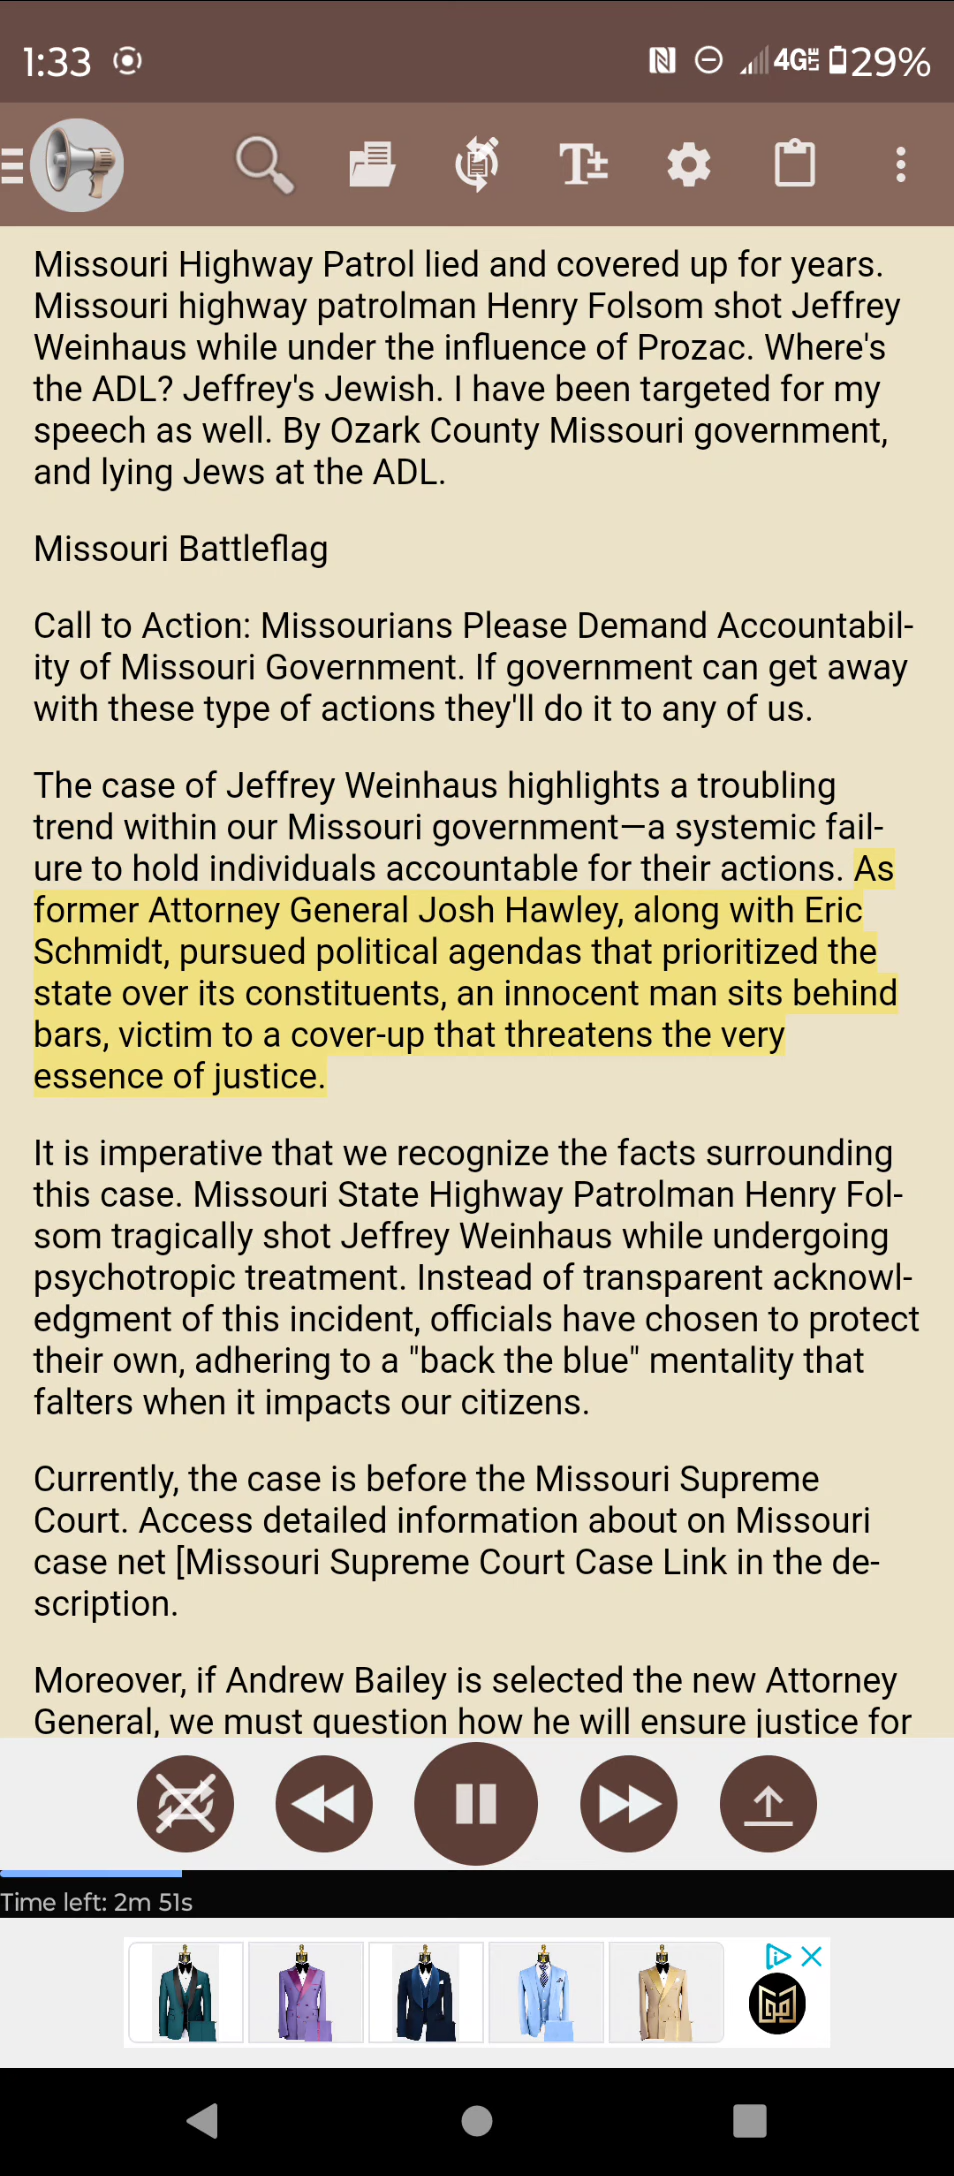 1:33
4G LTE
29%
T±
Missouri Highway Patrol lied and covered up for years.
Missouri highway patrolman Henry Folsom shot Jeffrey
Weinhaus while under the influence of Prozac. Where's
the ADL? Jeffrey's Jewish. I have been targeted for my
speech as well. By Ozark County Missouri government,
and lying Jews at the ADL.
Missouri Battleflag
Call to Action: Missourians Please Demand Accountabil-
ity of Missouri Government. If government can get away
with these type of actions they'll do it to any of us.
The case of Jeffrey Weinhaus highlights a troubling
trend within our Missouri government—a systemic fail-
ure to hold individuals accountable for their actions. As
former Attorney General Josh Hawley, along with Eric
Schmidt, pursued political agendas that prioritized the
state over its constituents, an innocent man sits behind
bars, victim to a cover-up that threatens the very
essence of justice.
It is imperative that we recognize the facts surrounding
this case. Missouri State Highway Patrolman Henry Fol-
som tragically shot Jeffrey Weinhaus while undergoing
psychotropic treatment. Instead of transparent acknowl-
edgment of this incident, officials have chosen to protect
their own, adhering to a "back the blue" mentality that
falters when it impacts our citizens.
Currently, the case is before the Missouri Supreme
Court. Access detailed information about on Missouri
case net [Missouri Supreme Court Case Link in the de-
scription.
Moreover, if Andrew Bailey is selected the new Attorney
General, we must question how he will ensure justice for
Time left: 2m 51s